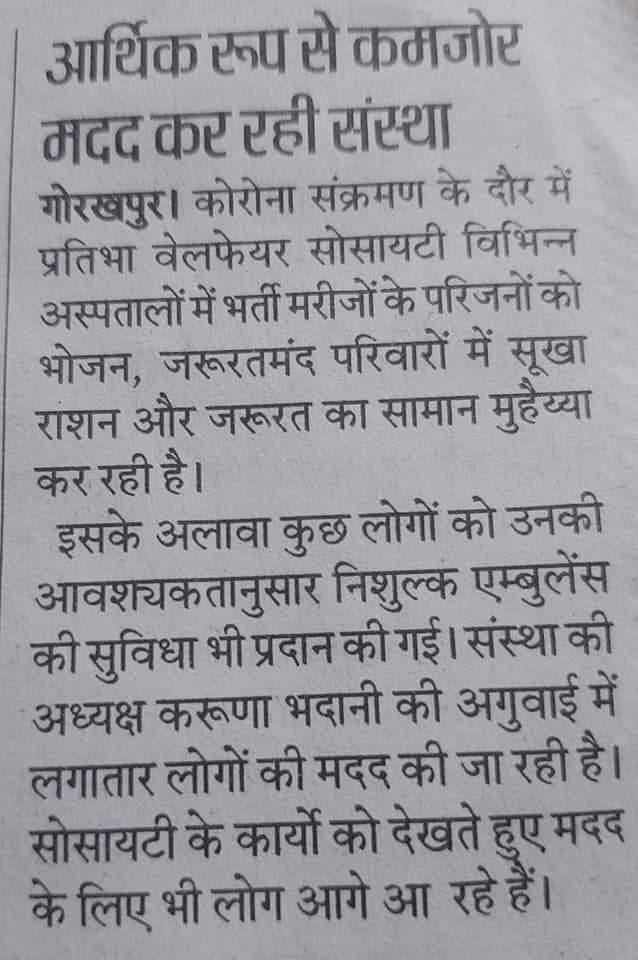 आर्थिक रूप से कमजोर
मदद कर रही संस्था
गोरखपुर। कोरोना संक्रमण के दौर में
प्रतिभा वेलफेयर सोसायटी विभिन्न
अस्पतालों में भर्ती मरीजों के परिजनों को
भोजन, जरूरतमंद परिवारों में सूखा
राशन और जरूरत का सामान मुहैय्या
कर रही है।
इसके अलावा कुछ लोगों को उनकी
आवश्यकतानुसार निशुल्क एम्बुलेंस
की सुविधा भी प्रदान की गई। संस्था की
अध्यक्ष करूणा भदानी की अगुवाई में
लगातार लोगों की मदद की जा रही है।
सोसायटी के कार्यो को देखते हुए मदद
के लिए भी लोग आगे आ रहे हैं।